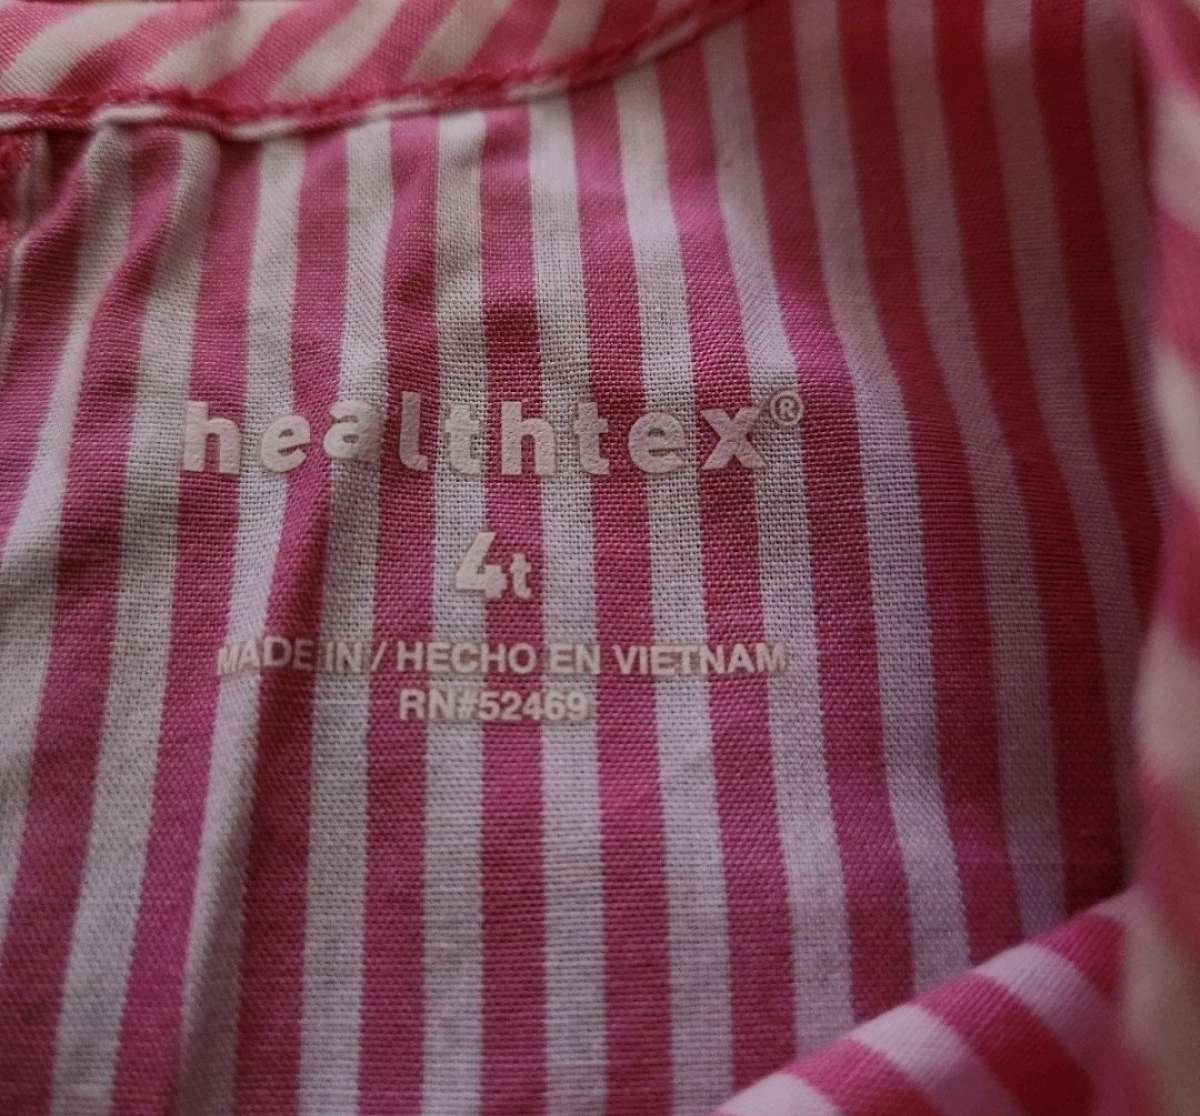 healthtex®
4t
MADE IN / HECHO EN VIETNAM
RN#52469